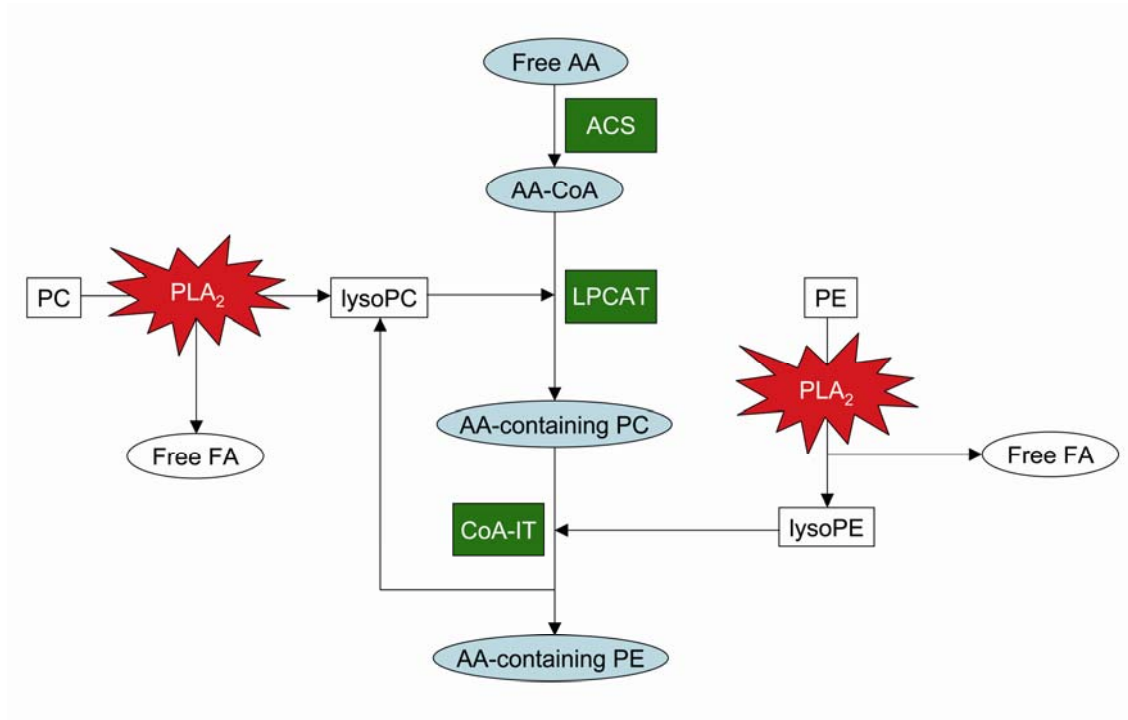 Free AA
ACS
AA-CoA
PC
PLA₂
lysoPC
LPCAT
PE
PLA₂
AA-containing PC
Free FA
Free FA
CoA-IT
lysoPE
AA-containing PE